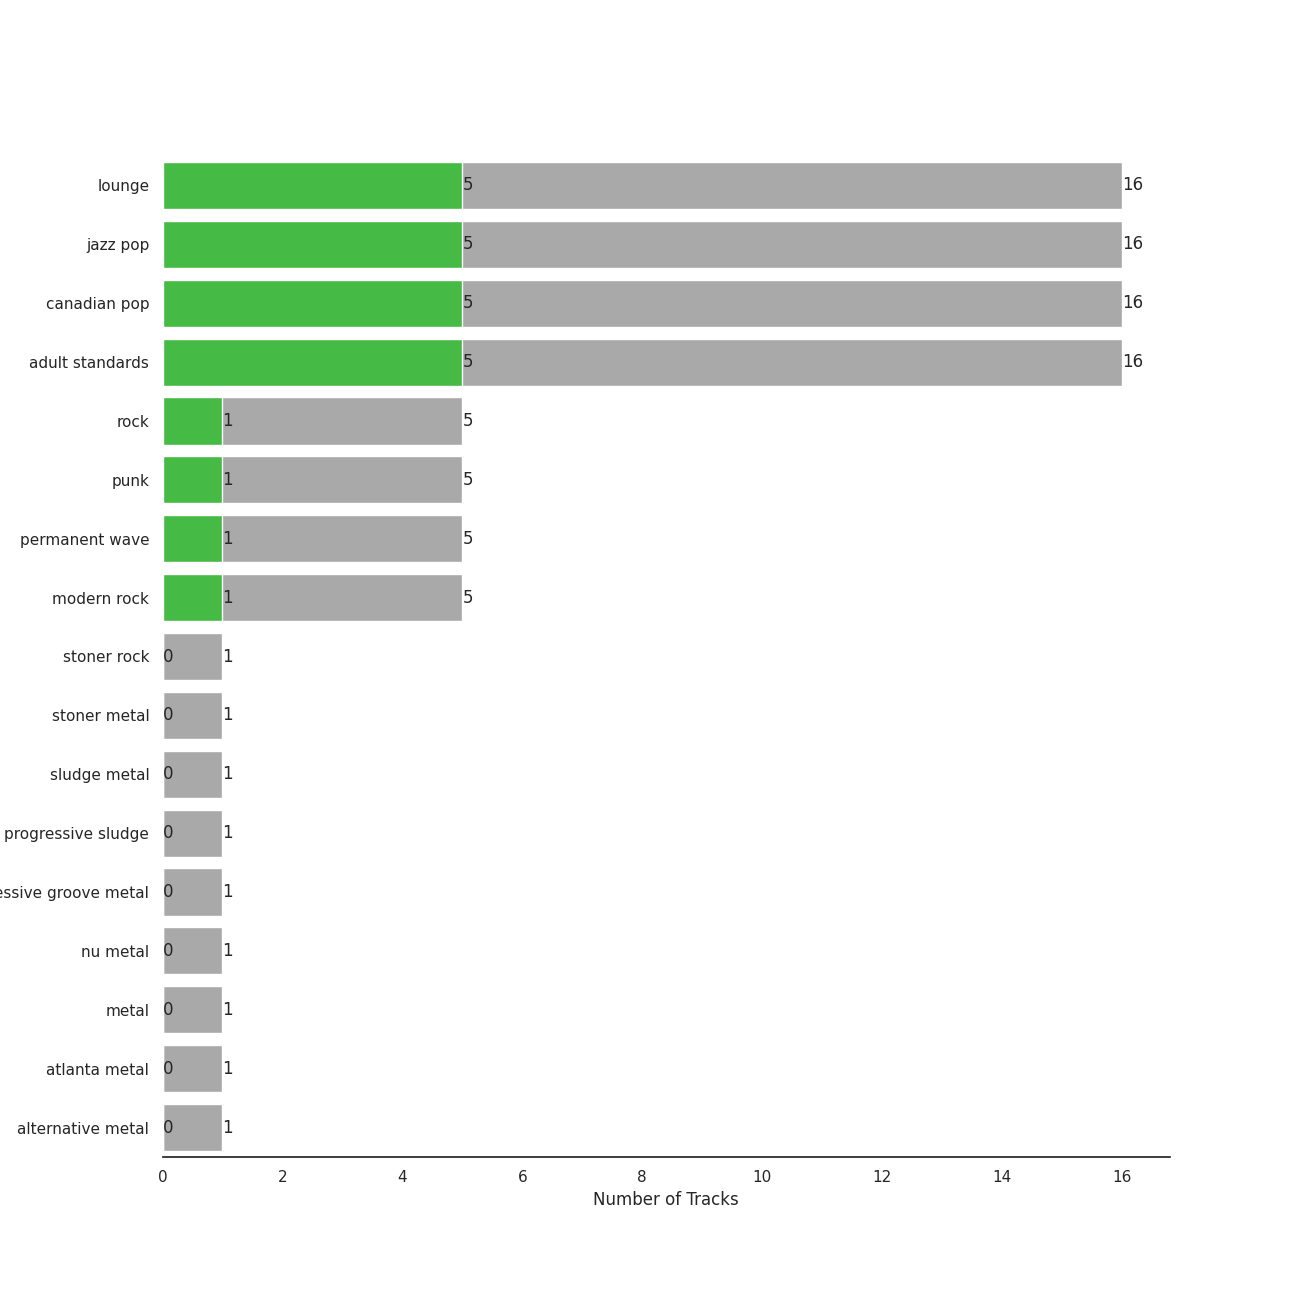 lounge 5 16
jazz pop 5 16
canadian pop 5 16
adult standards 5 16
rock 1 5
punk 1 5
permanent wave 1 5
modern rock 1 5
stoner rock 0 1
stoner metal 0 1
sludge metal 0 1
progressive sludge 0 1
essive groove metal 0 1
nu metal 0 1
metal 0 1
atlanta metal 0 1
alternative metal 0 1
0 2 4 6 8 10 12 14 16
Number of Tracks